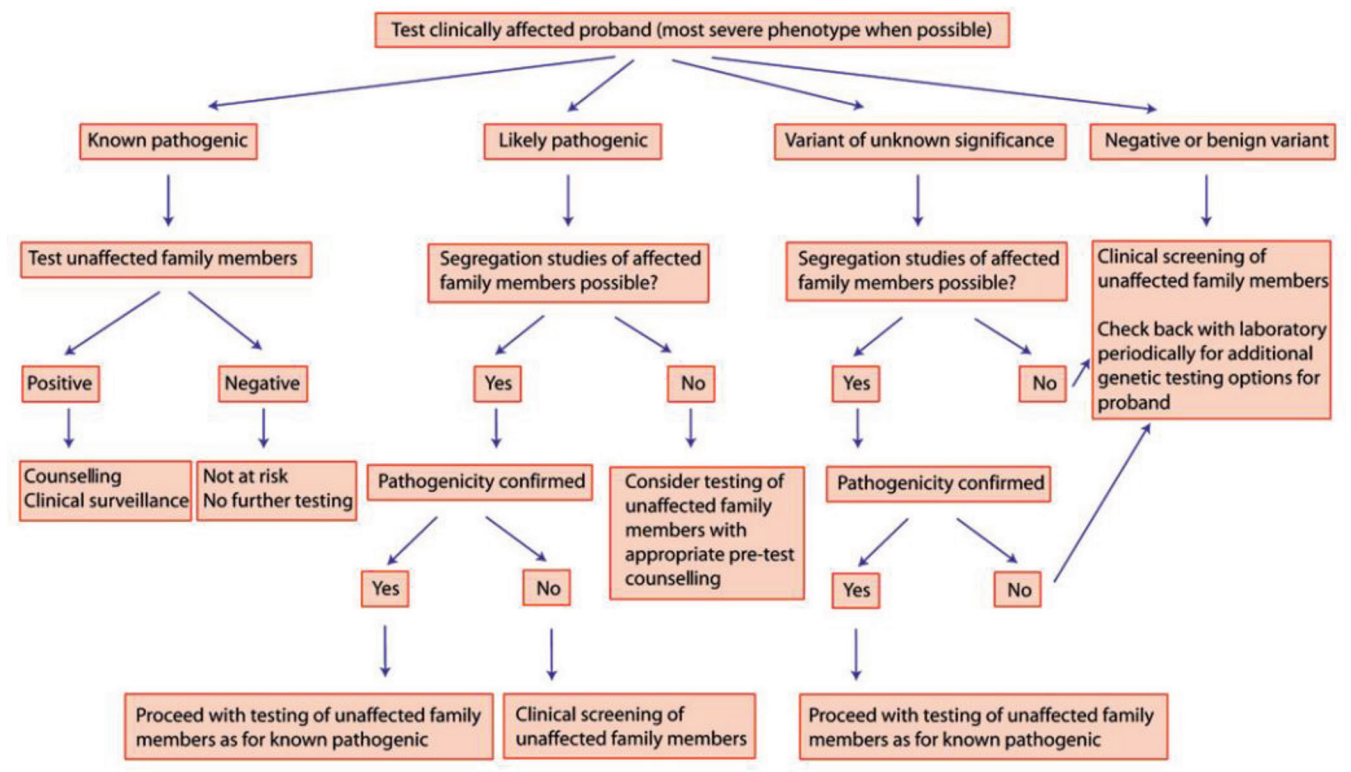 Test clinically affected proband (most severe phenotype when possible)
Known pathogenic
Likely pathogenic
Variant of unknown significance
Negative or benign variant
Test unaffected family members
Segregation studies of affected
family members possible?
Segregation studies of affected
family members possible?
Clinical screening of
unaffected family members
Check back with laboratory
periodically for additional
genetic testing options for
proband
Positive
Negative
Yes
No
Yes
No
Counselling
Clinical surveillance
Not at risk
No further testing
Pathogenicity confirmed
Consider testing of
unaffected family
members with
appropriate pre-test
counselling
Pathogenicity confirmed
Yes
No
Yes
No
Proceed with testing of unaffected family
members as for known pathogenic
Clinical screening of
unaffected family members
Proceed with testing of unaffected family
members as for known pathogenic